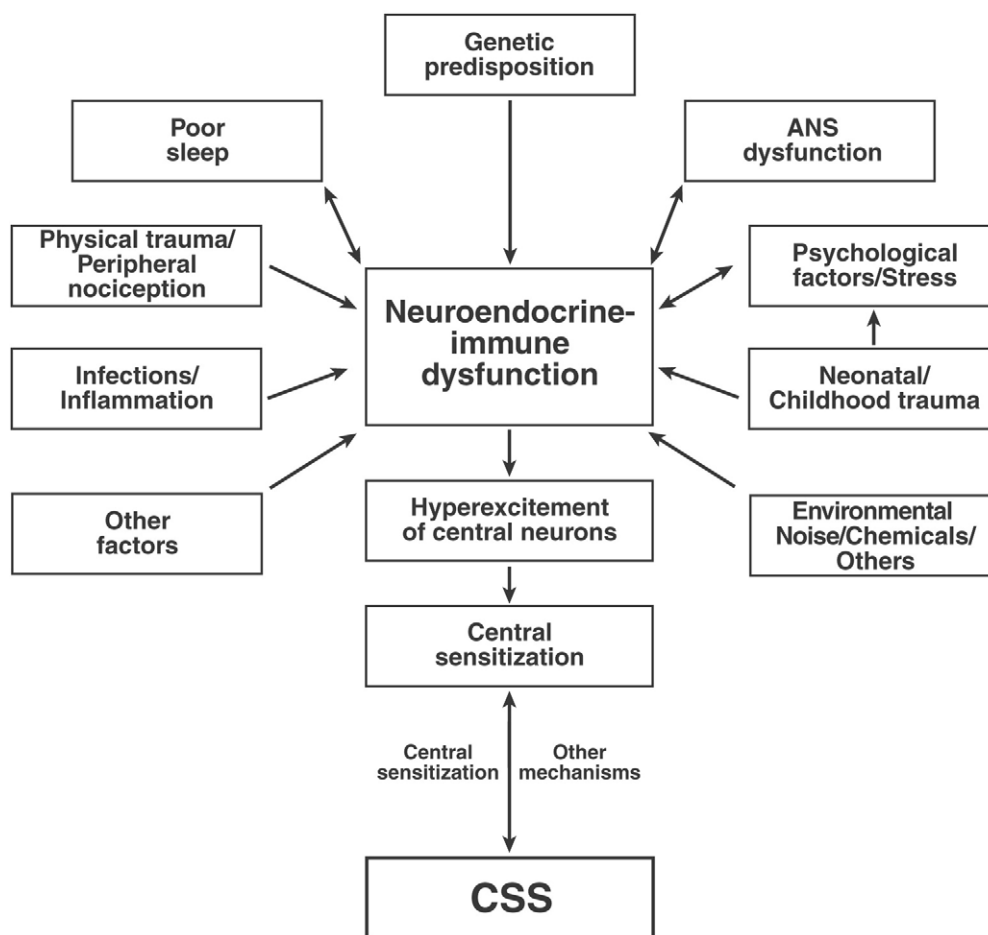 Genetic
predisposition
Poor
sleep
ANS
dysfunction
Physical trauma/
Peripheral
nociception
Psychological
factors/Stress
Neuroendocrine-
immune
dysfunction
Infections/
Inflammation
Neonatal/
Childhood trauma
Other
factors
Hyperexcitement
of central neurons
Environmental
Noise/Chemicals/
Others
Central
sensitization
Central
sensitization
Other
mechanisms
CSS